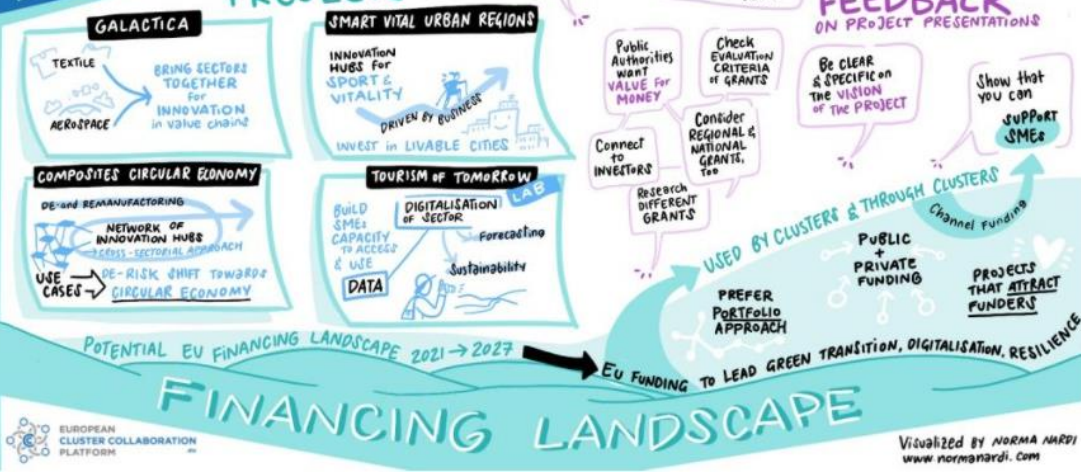 FEEDBACK
ON PROJECT PRESENTATIONS
GALACTICA
TEXTILE
AEROSPACE
BRING SECTORS
TOGETHER
for
INNOVATION
in value chains
SMART VITAL URBAN REGIONS
INNOVATION
HUBS for
SPORT &
VITALITY
DRIVEN BY BUSINESS
INVEST in LIVABLE CITIES
COMPOSITES CIRCULAR ECONOMY
DE-and REMANUFACTORING
NETWORK OF
INNOVATION HUBS
CROSS-SECTORIAL APPROACH
USE
CASES
DE-RISK SHIFT TOWARDS
CIRCULAR ECONOMY
TOURISM OF TOMORROW
LAB
BUILD
SMEs
CAPACITY
TO ACCESS
& USE
DATA
DIGITALISATION
OF SECTOR
Forecasting
Sustainability
Public
Authorities
want
VALUE FOR
MONEY
Check
EVALUATION
CRITERIA
of GRANTS
Connect
to
INVESTORS
Consider
REGIONAL &
NATIONAL
GRANTS,
TOO
Research
DIFFERENT
GRANTS
Be CLEAR
& SPECIFIC on
THE VISION
OF THE PROJECT
Show that
you can
SUPPORT
SMEs
USED BY CLUSTERS & THROUGH CLUSTERS
Channel Funding
PREFER
PORTFOLIO
APPROACH
PUBLIC
+
PRIVATE
FUNDING
PROJECTS
THAT ATTRACT
FUNDERS
POTENTIAL EU FINANCING LANDSCAPE 2021 → 2027
EU FUNDING TO LEAD GREEN TRANSITION, DIGITALISATION, RESILIENCE
FINANCING LANDSCAPE
EUROPEAN
CLUSTER COLLABORATION
PLATFORM
Visualized BY NORMA NARDI
www.normanardi.com